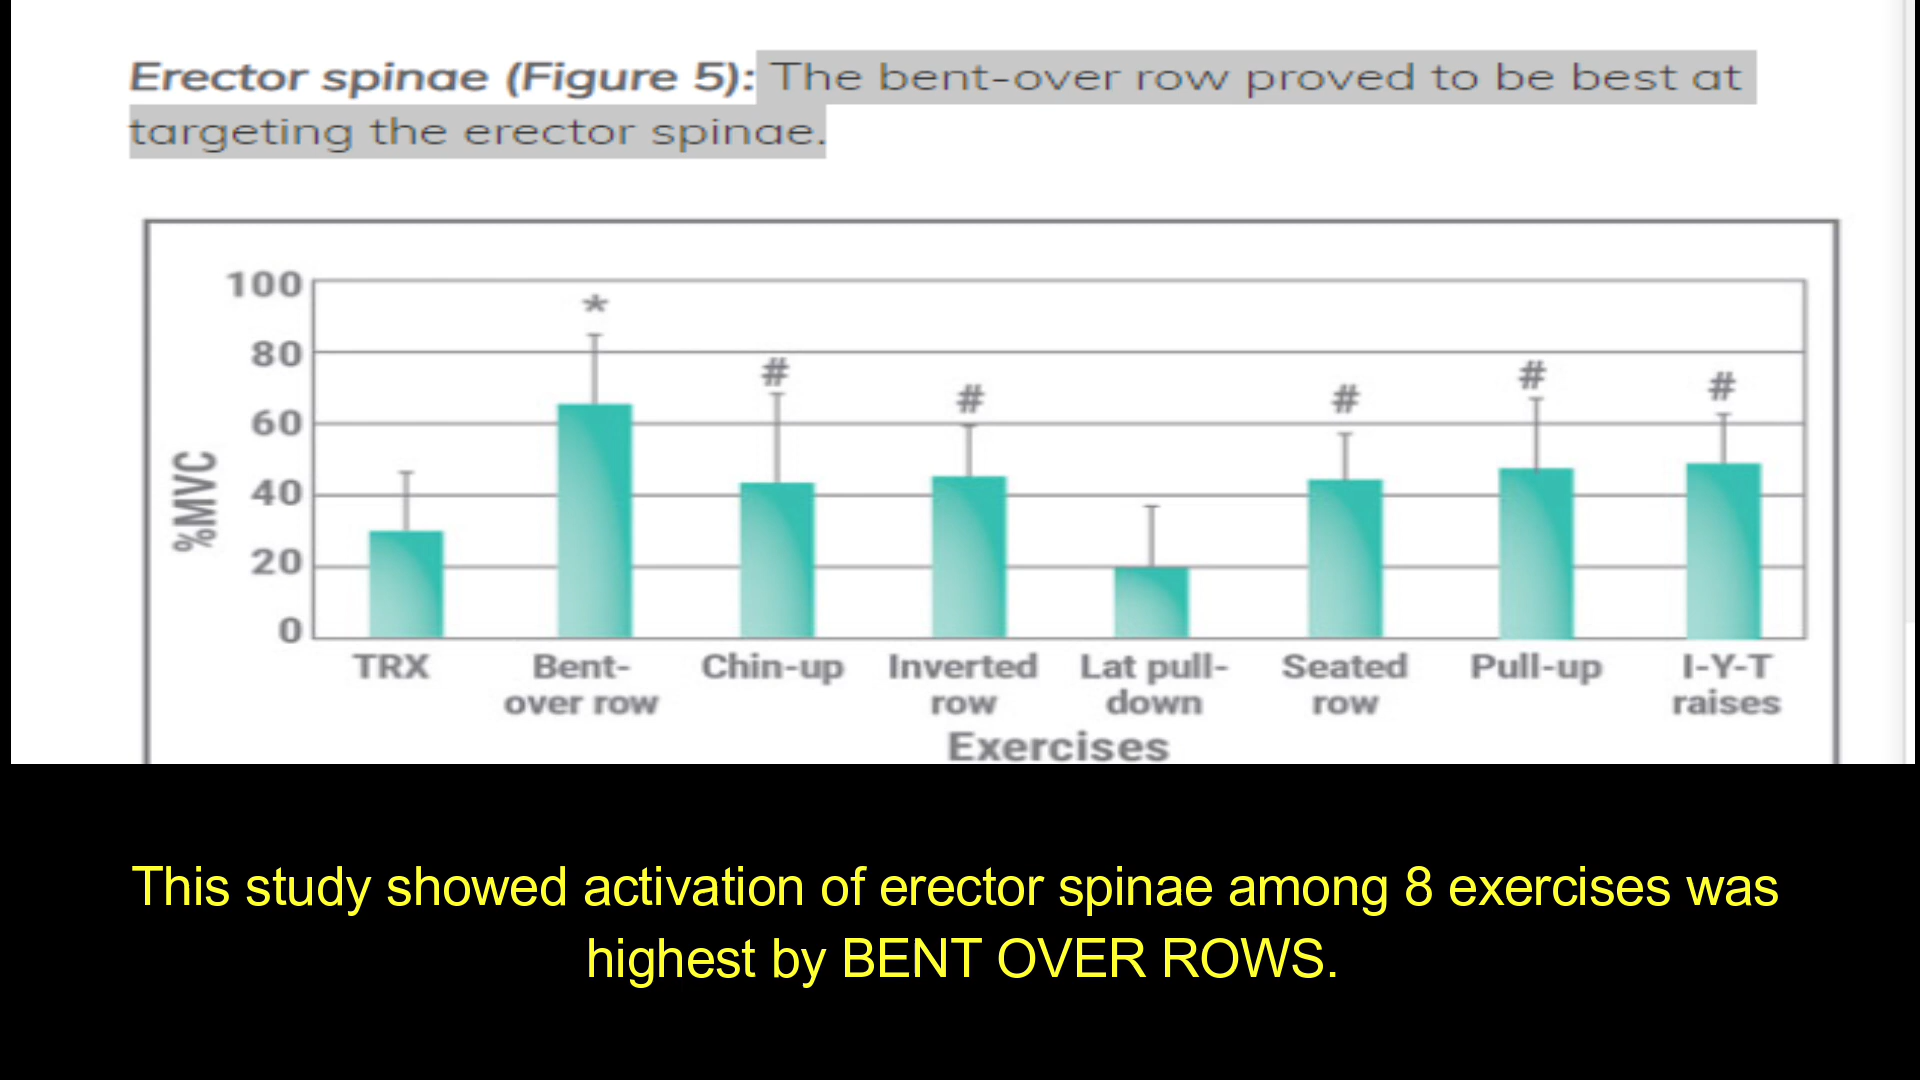 Erector spinae (Figure 5): The bent-over row proved to be best at
targeting the erector spinae.
100
80
60
40
20
0
%MVC
*
#
#
#
#
#
TRX
Bent-
over row
Chin-up
Inverted
row
Lat pull-
down
Seated
row
Pull-up
I-Y-T
raises
Exercises
This study showed activation of erector spinae among 8 exercises was
highest by BENT OVER ROWS.